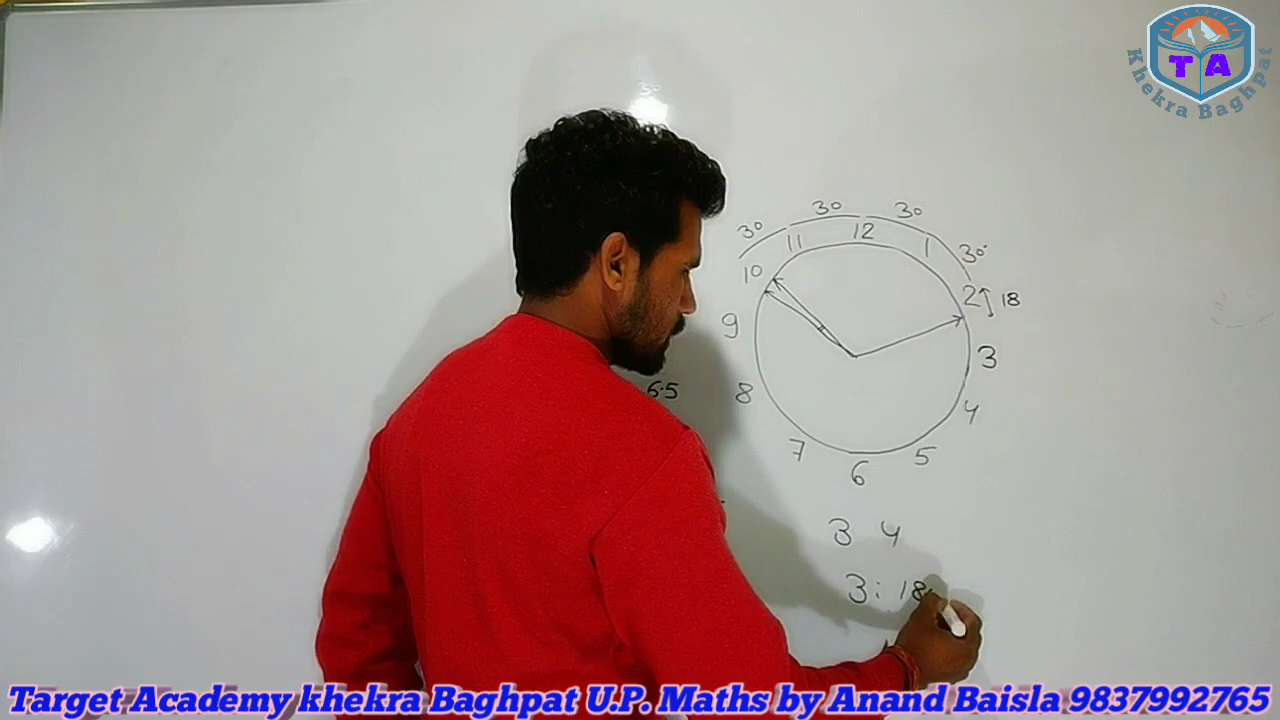 T A
Khekra Baghpat
30 30 30 30°
11 12 1
10 2 18
9 3
6.5
8 4
7 5
6
3 4
3 : 18
Target Academy khekra Baghpat U.P. Maths by Anand Baisla 9837992765